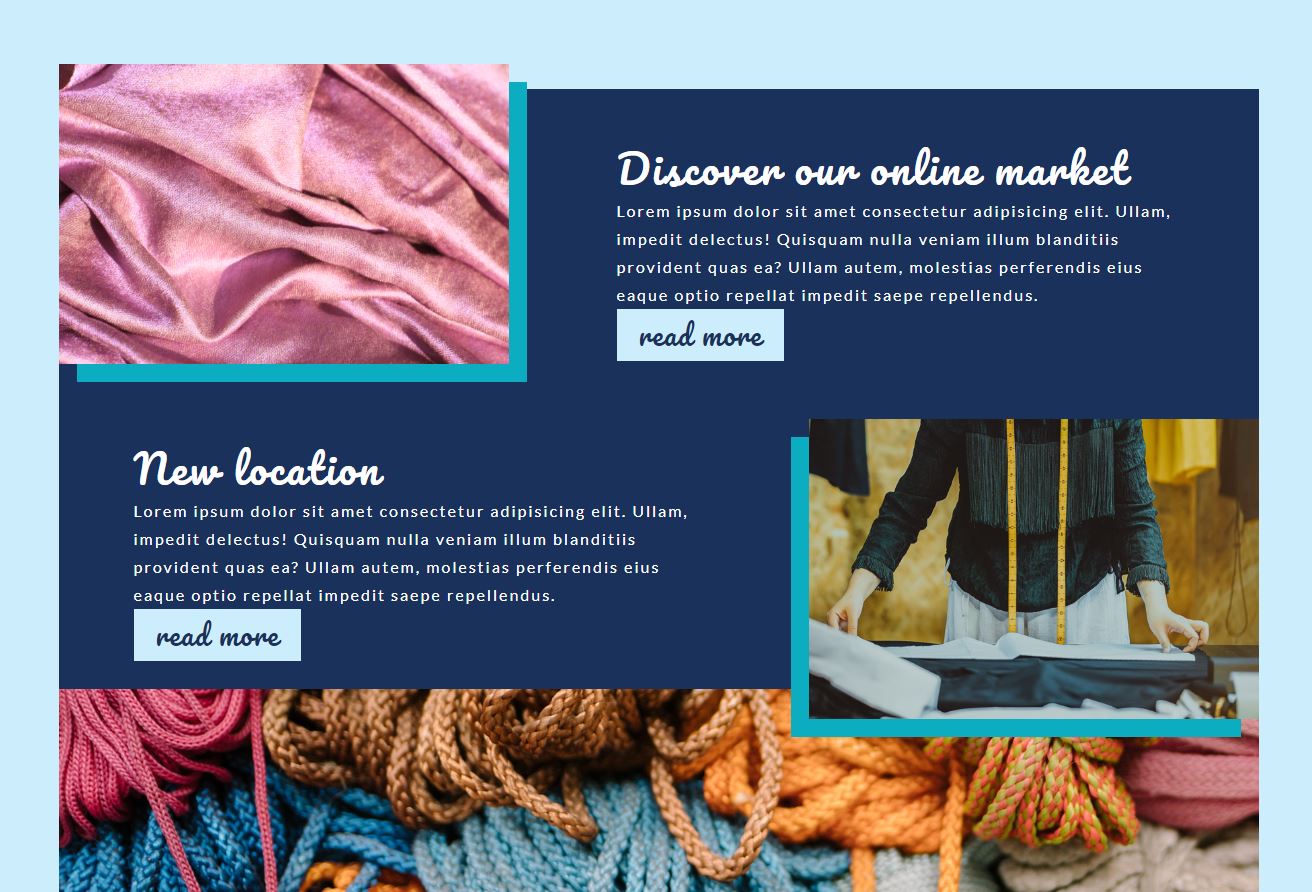 Discover our online market
Lorem ipsum dolor sit amet consectetur adipisicing elit. Ullam,
impedit delectus! Quisquam nulla veniam illum blanditiis
provident quas ea? Ullam autem, molestias perferendis eius
eaque optio repellat impedit saepe repellendus.
read more
New location
Lorem ipsum dolor sit amet consectetur adipisicing elit. Ullam,
impedit delectus! Quisquam nulla veniam illum blanditiis
provident quas ea? Ullam autem, molestias perferendis eius
eaque optio repellat impedit saepe repellendus.
read more